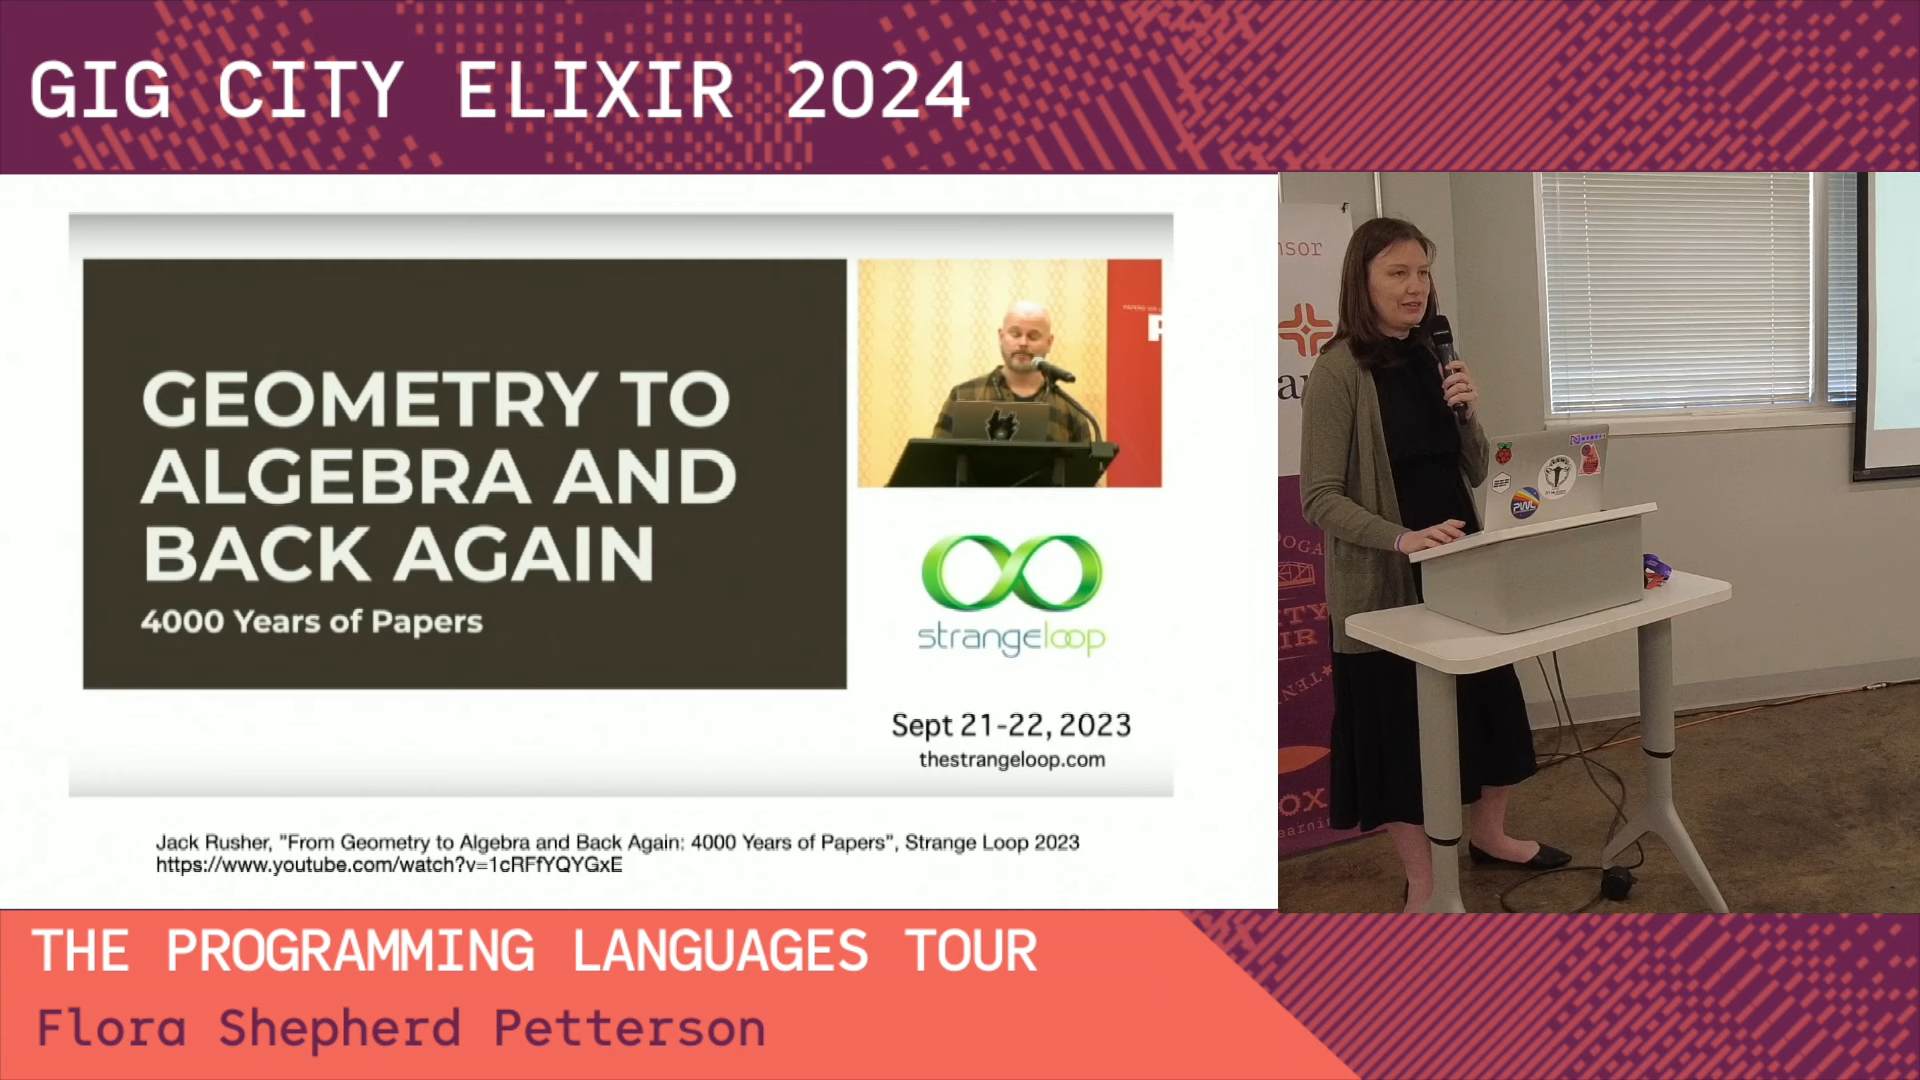 GIG CITY ELIXIR 2024
GEOMETRY TO
ALGEBRA AND
BACK AGAIN
4000 Years of Papers
strangeloop
Sept 21-22, 2023
thestrangeloop.com
Jack Rusher, "From Geometry to Algebra and Back Again: 4000 Years of Papers", Strange Loop 2023
https://www.youtube.com/watch?v=1cRFfYQYGxE
PWL
THE PROGRAMMING LANGUAGES TOUR
Flora Shepherd Petterson